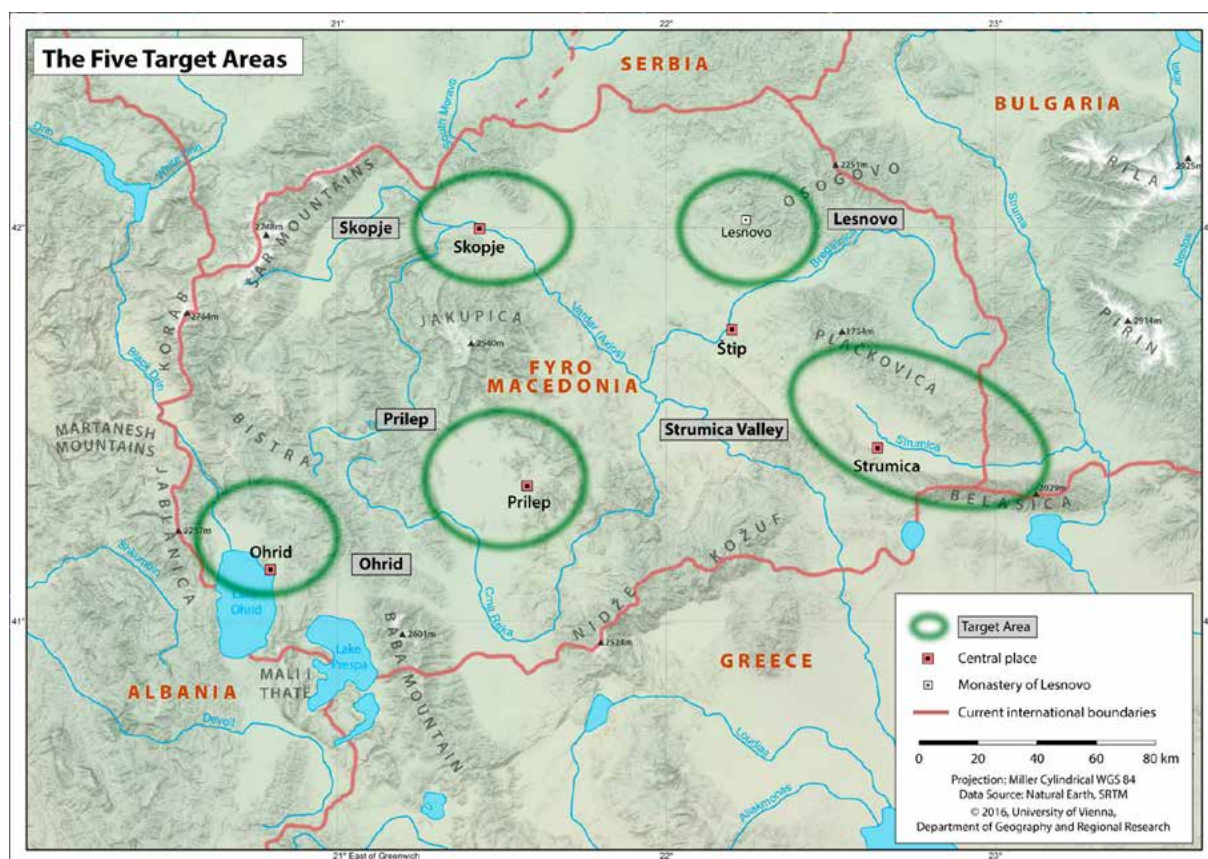 The Five Target Areas
21°
22°
23°
SERBIA
BULGARIA
South Morava
Iskar
Drin
White Drin
RILA
2925m
2251m
OSOGOVO
Struma
Nestos
42°
ŠAR MOUNTAINS
2748m
Skopje
Skopje
Lesnovo
Lesnovo
Bregalnica
KORAB
2764m
JAKUPICA
2540m
Vardar (Axios)
Štip
1754m
PLAČKOVICA
2914m
PIRIN
FYRO
MACEDONIA
Black Drin
MARTANESH
MOUNTAINS
BISTRA
Prilep
Strumica Valley
Strumica
Strumica
Prilep
BELASICA
2029m
JABLANICA
2257m
Ohrid
Ohrid
Lake
Ohrid
Shkumbin
Crna Reka
KOŽUF
NIDŽE
2524m
41°
BABA MOUNTAIN
2601m
Lake
Prespa
MALI I
THATË
ALBANIA
GREECE
Devoll
Loudias
Aliakmonas
Target Area
Central place
Monastery of Lesnovo
Current international boundaries
0 20 40 60 80 km
Projection: Miller Cylindrical WGS 84
Data Source: Natural Earth, SRTM
© 2016, University of Vienna,
Department of Geography and Regional Research
21° East of Greenwich
22
23